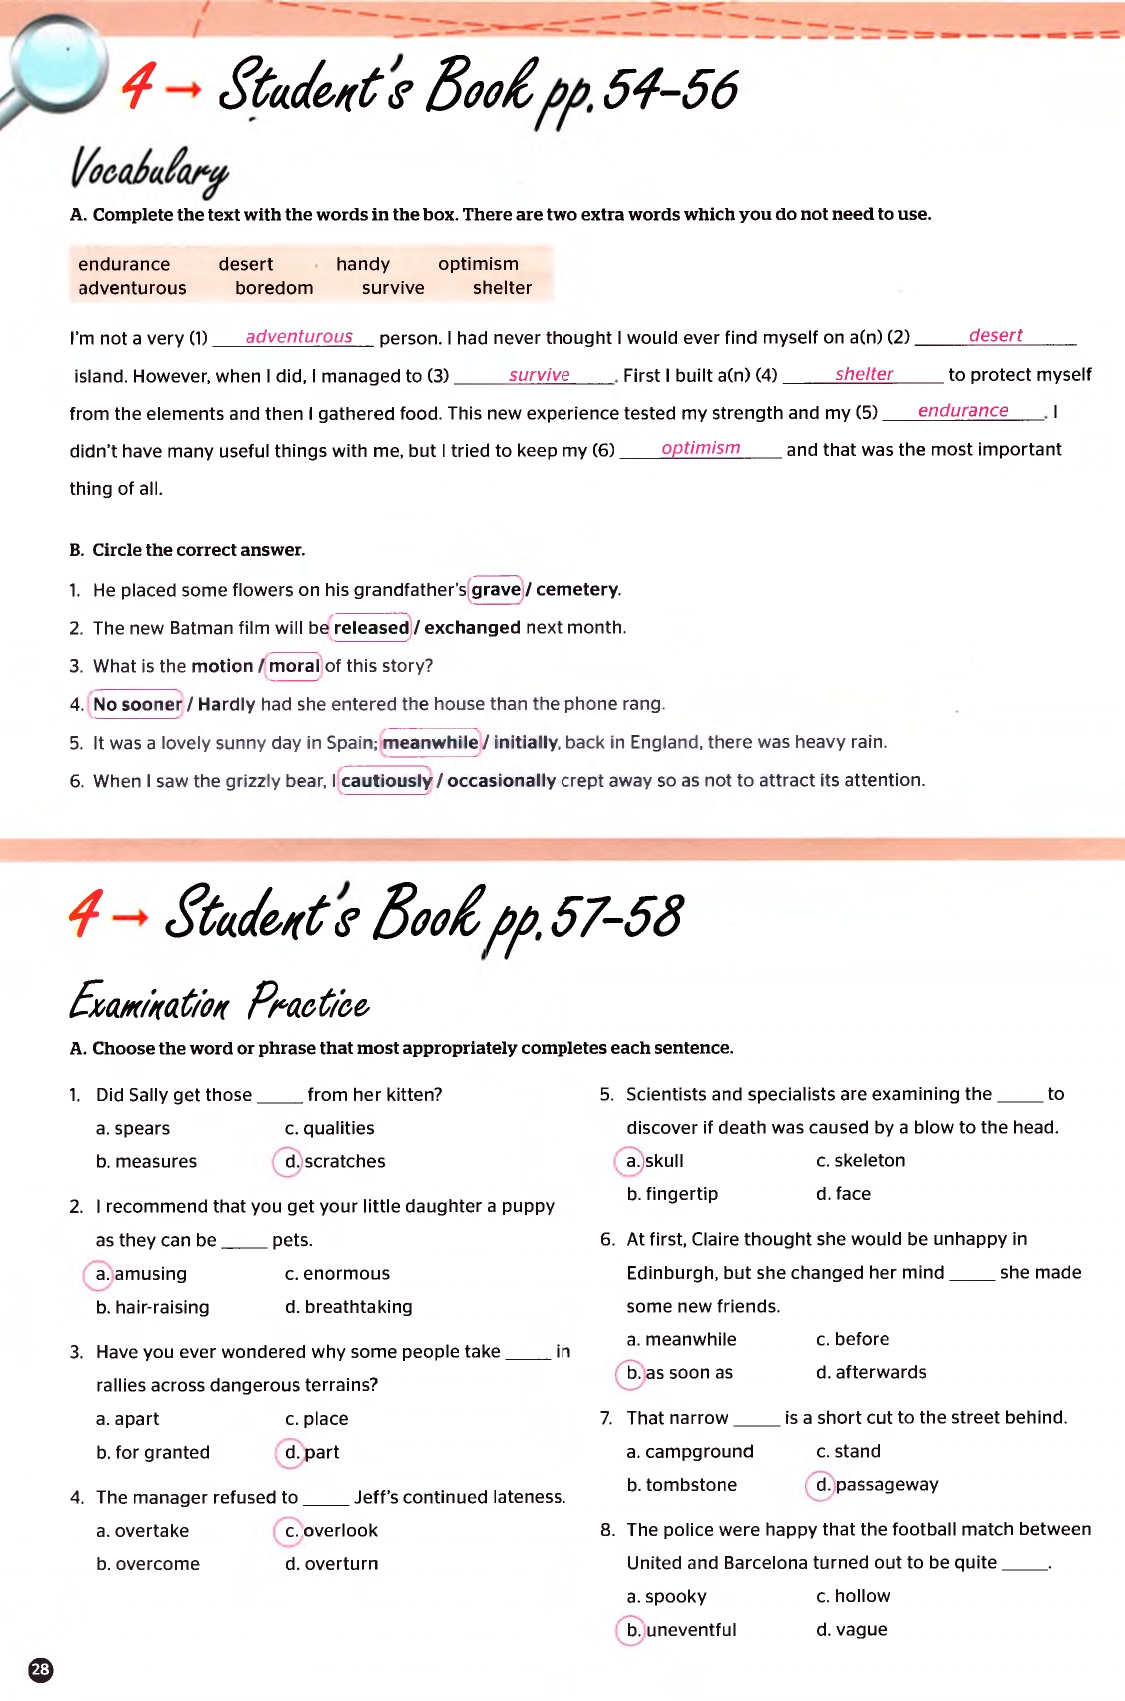 4 → Student's Book pp.54-56
Vocabulary
A. Complete the text with the words in the box. There are two extra words which you do not need to use.
endurance desert handy optimism
adventurous boredom survive shelter
I'm not a very (1) adventurous person. I had never thought I would ever find myself on a(n) (2) desert
island. However, when I did, I managed to (3) survive. First I built a(n) (4) shelter to protect myself
from the elements and then I gathered food. This new experience tested my strength and my (5) endurance. I
didn't have many useful things with me, but I tried to keep my (6) optimism and that was the most important
thing of all.
B. Circle the correct answer.
1. He placed some flowers on his grandfather's grave / cemetery.
2. The new Batman film will be released / exchanged next month.
3. What is the motion / moral of this story?
4. No sooner / Hardly had she entered the house than the phone rang.
5. It was a lovely sunny day in Spain; meanwhile / initially, back in England, there was heavy rain.
6. When I saw the grizzly bear, I cautiously / occasionally crept away so as not to attract its attention.
4 → Student's Book pp.57-58
Examination Practice
A. Choose the word or phrase that most appropriately completes each sentence.
1. Did Sally get those _____ from her kitten?
a. spears c. qualities
b. measures d. scratches
2. I recommend that you get your little daughter a puppy
as they can be _____ pets.
a. amusing c. enormous
b. hair-raising d. breathtaking
3. Have you ever wondered why some people take _____ in
rallies across dangerous terrains?
a. apart c. place
b. for granted d. part
4. The manager refused to _____ Jeff's continued lateness.
a. overtake c. overlook
b. overcome d. overturn
5. Scientists and specialists are examining the _____ to
discover if death was caused by a blow to the head.
a. skull c. skeleton
b. fingertip d. face
6. At first, Claire thought she would be unhappy in
Edinburgh, but she changed her mind _____ she made
some new friends.
a. meanwhile c. before
b. as soon as d. afterwards
7. That narrow _____ is a short cut to the street behind.
a. campground c. stand
b. tombstone d. passageway
8. The police were happy that the football match between
United and Barcelona turned out to be quite _____.
a. spooky c. hollow
b. uneventful d. vague
28